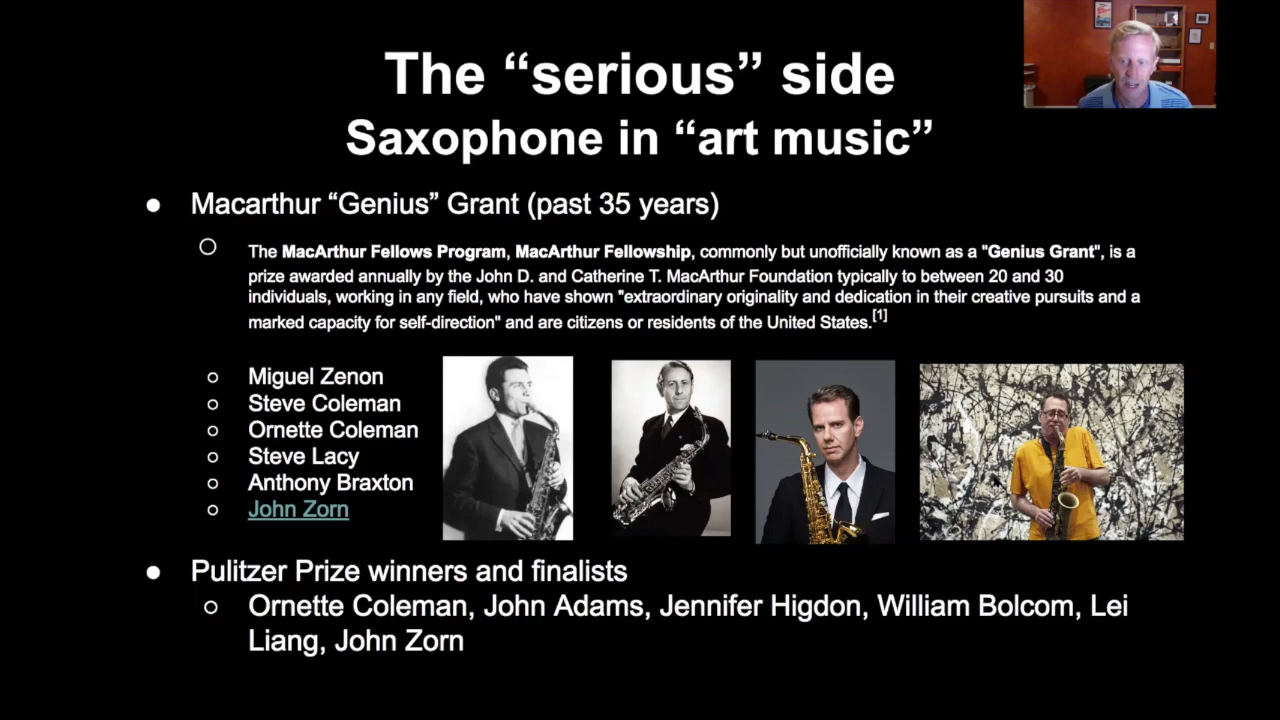 The “serious” side
Saxophone in “art music”
● Macarthur “Genius” Grant (past 35 years)
○ The MacArthur Fellows Program, MacArthur Fellowship, commonly but unofficially known as a "Genius Grant", is a
prize awarded annually by the John D. and Catherine T. MacArthur Foundation typically to between 20 and 30
individuals, working in any field, who have shown "extraordinary originality and dedication in their creative pursuits and a
marked capacity for self-direction" and are citizens or residents of the United States.[1]
○ Miguel Zenon
○ Steve Coleman
○ Ornette Coleman
○ Steve Lacy
○ Anthony Braxton
○ John Zorn
● Pulitzer Prize winners and finalists
○ Ornette Coleman, John Adams, Jennifer Higdon, William Bolcom, Lei
Liang, John Zorn